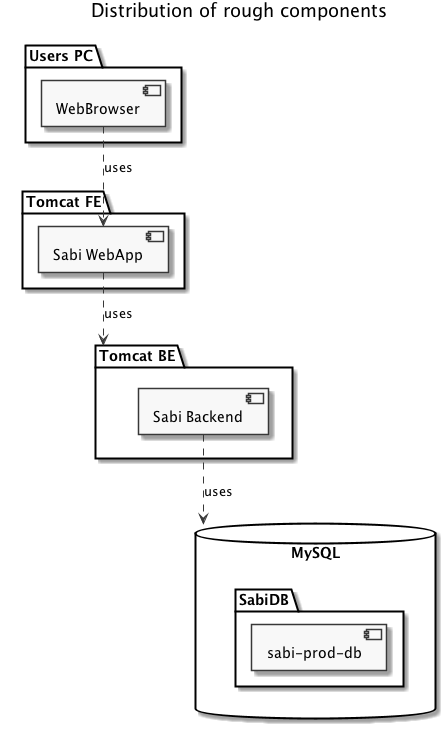 Distribution of rough components
Users PC
WebBrowser
uses
Tomcat FE
Sabi WebApp
uses
Tomcat BE
Sabi Backend
uses
MySQL
SabiDB
sabi-prod-db